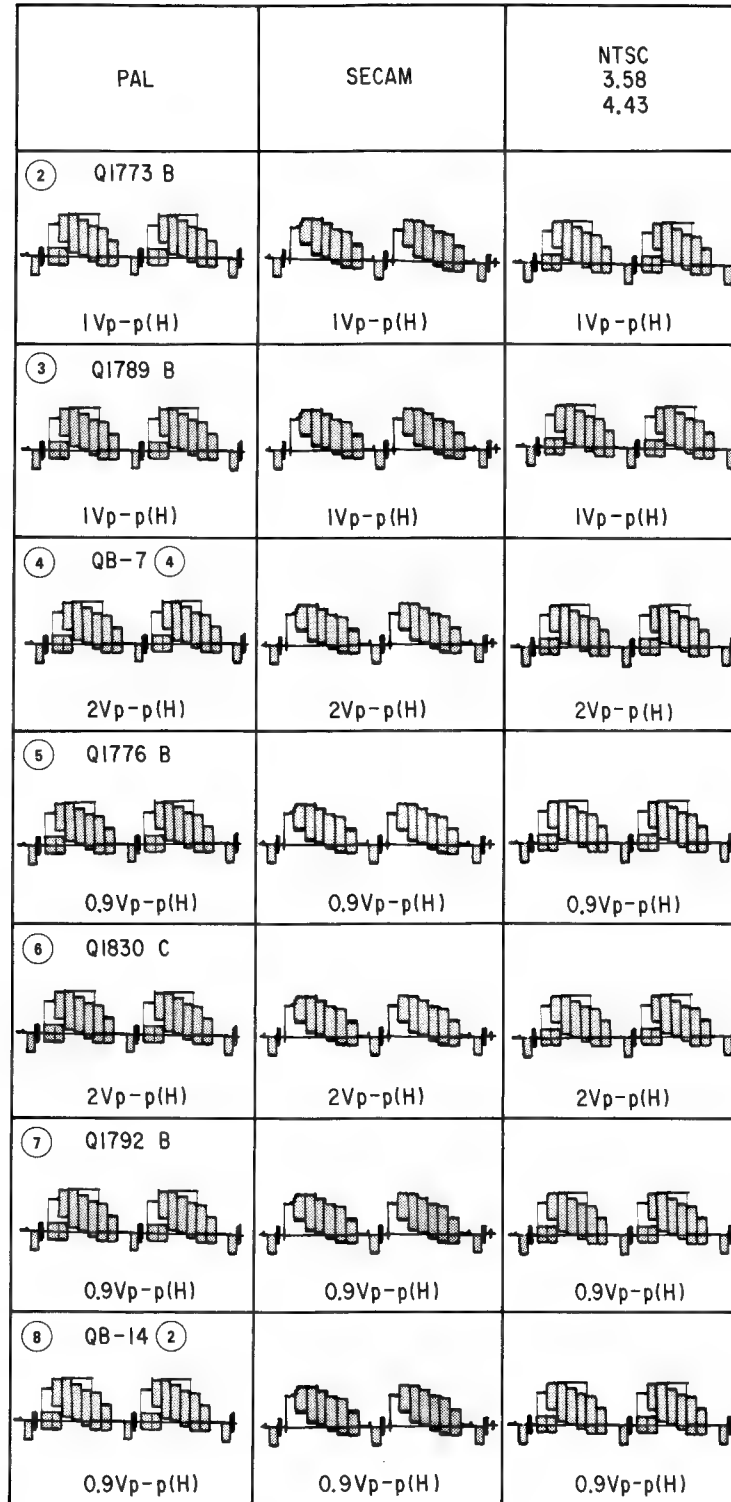 PAL
SECAM
NTSC
3.58
4.43
2 Q1773 B
1Vp-p(H)
1Vp-p(H)
1Vp-p(H)
3 Q1789 B
1Vp-p(H)
1Vp-p(H)
1Vp-p(H)
4 QB-7 4
2Vp-p(H)
2Vp-p(H)
2Vp-p(H)
5 Q1776 B
0.9Vp-p(H)
0.9Vp-p(H)
0.9Vp-p(H)
6 Q1830 C
2Vp-p(H)
2Vp-p(H)
2Vp-p(H)
7 Q1792 B
0.9Vp-p(H)
0.9Vp-p(H)
0.9Vp-p(H)
8 QB-14 2
0.9Vp-p(H)
0.9Vp-p(H)
0.9Vp-p(H)